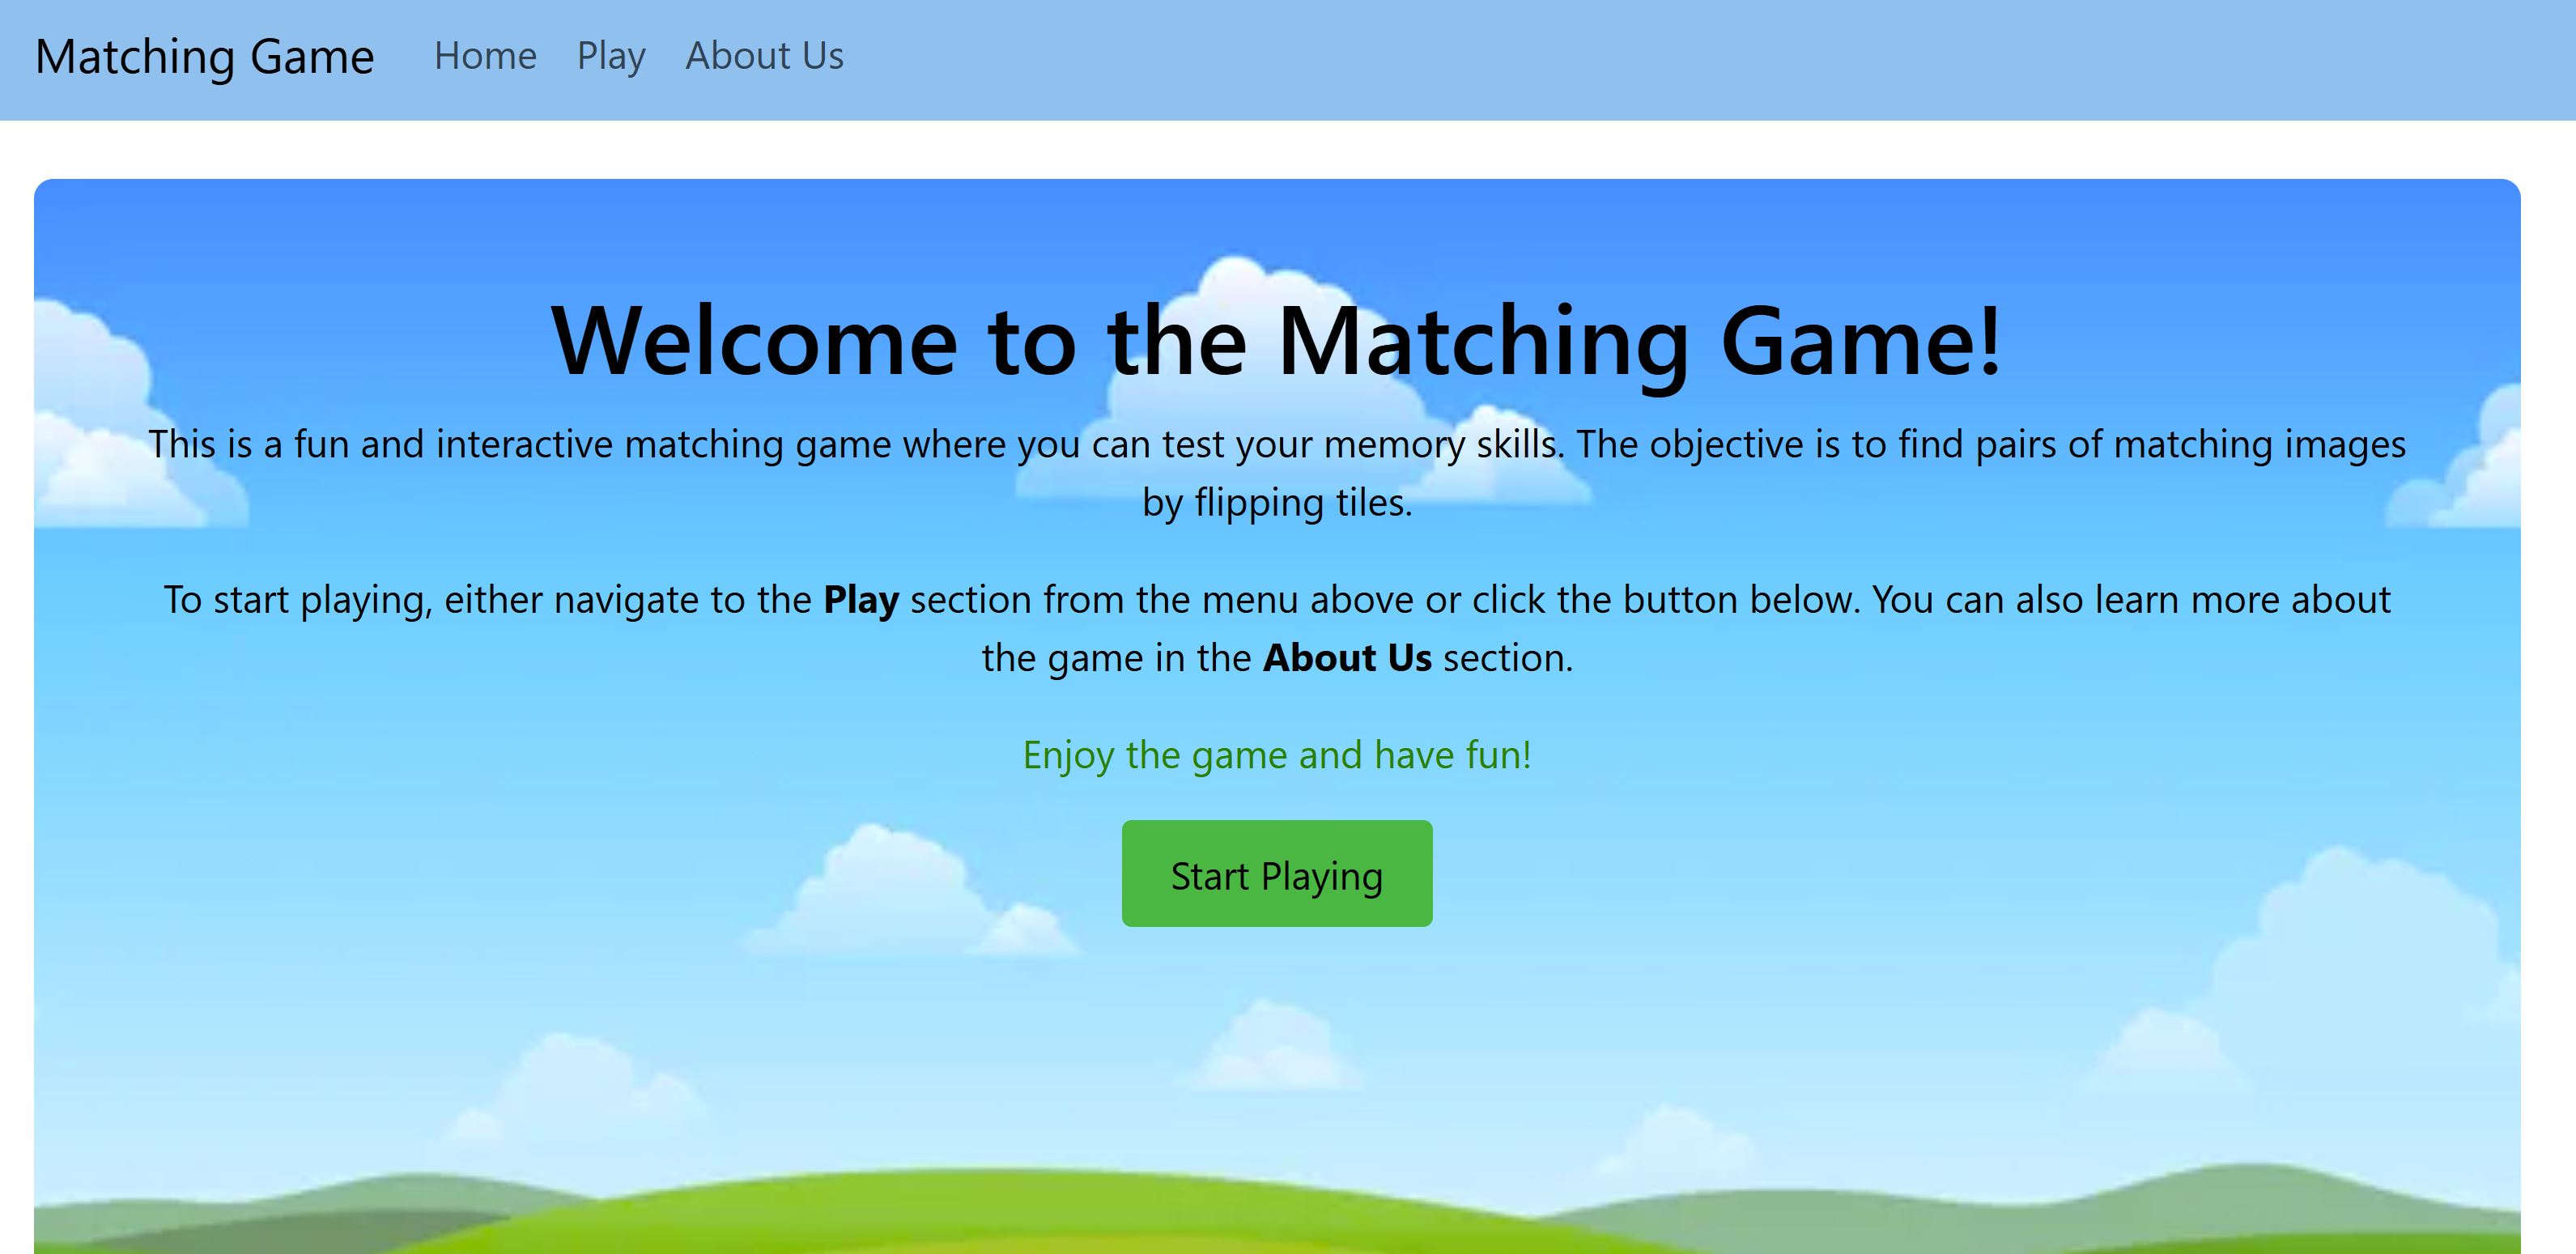 Matching Game Home Play About Us
Welcome to the Matching Game!
This is a fun and interactive matching game where you can test your memory skills. The objective is to find pairs of matching images
by flipping tiles.
To start playing, either navigate to the Play section from the menu above or click the button below. You can also learn more about
the game in the About Us section.
Enjoy the game and have fun!
Start Playing